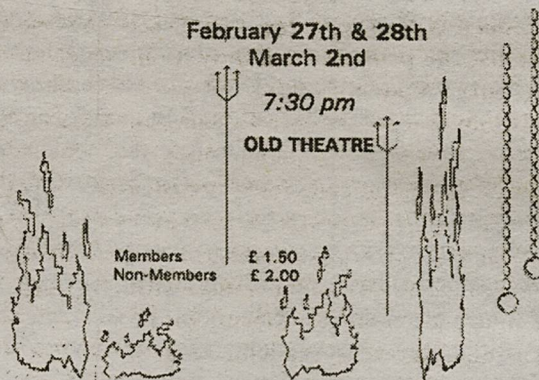 February 27th & 28th
March 2nd
7:30 pm
OLD THEATRE
Members £ 1.50
Non-Members £ 2.00